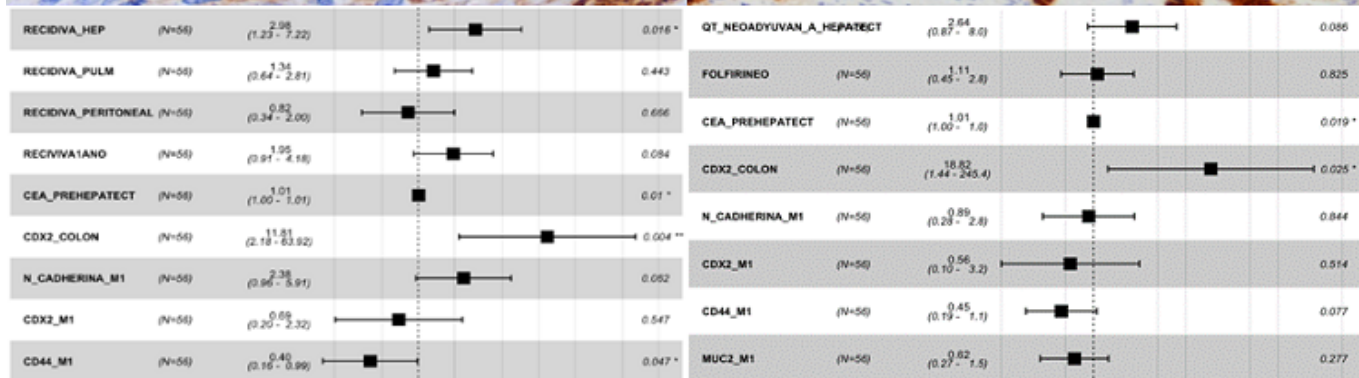 RECIDIVA_HEP (N=56) 2.98 (1.23 - 7.22) 0.016 *
RECIDIVA_PULM (N=56) 1.34 (0.64 - 2.81) 0.443
RECIDIVA_PERITONEAL (N=56) 0.82 (0.34 - 2.00) 0.666
RECIVIVA1ANO (N=56) 1.95 (0.91 - 4.18) 0.084
CEA_PREHEPATECT (N=56) 1.01 (1.00 - 1.01) 0.01 *
CDX2_COLON (N=56) 11.81 (2.18 - 63.92) 0.004 **
N_CADHERINA_M1 (N=56) 2.38 (0.96 - 5.91) 0.062
CDX2_M1 (N=56) 0.69 (0.20 - 2.32) 0.547
CD44_M1 (N=56) 0.40 (0.16 - 0.99) 0.047 *
QT_NEOADYUVAN_A_HEPATECT 2.64 (0.87 - 8.0) 0.086
FOLFIRINEO (N=56) 1.11 (0.45 - 2.8) 0.825
CEA_PREHEPATECT (N=56) 1.01 (1.00 - 1.0) 0.019 *
CDX2_COLON (N=56) 18.82 (1.44 - 245.4) 0.025 *
N_CADHERINA_M1 (N=56) 0.89 (0.28 - 2.8) 0.844
CDX2_M1 (N=56) 0.56 (0.10 - 3.2) 0.514
CD44_M1 (N=56) 0.45 (0.19 - 1.1) 0.077
MUC2_M1 (N=56) 0.62 (0.27 - 1.5) 0.277